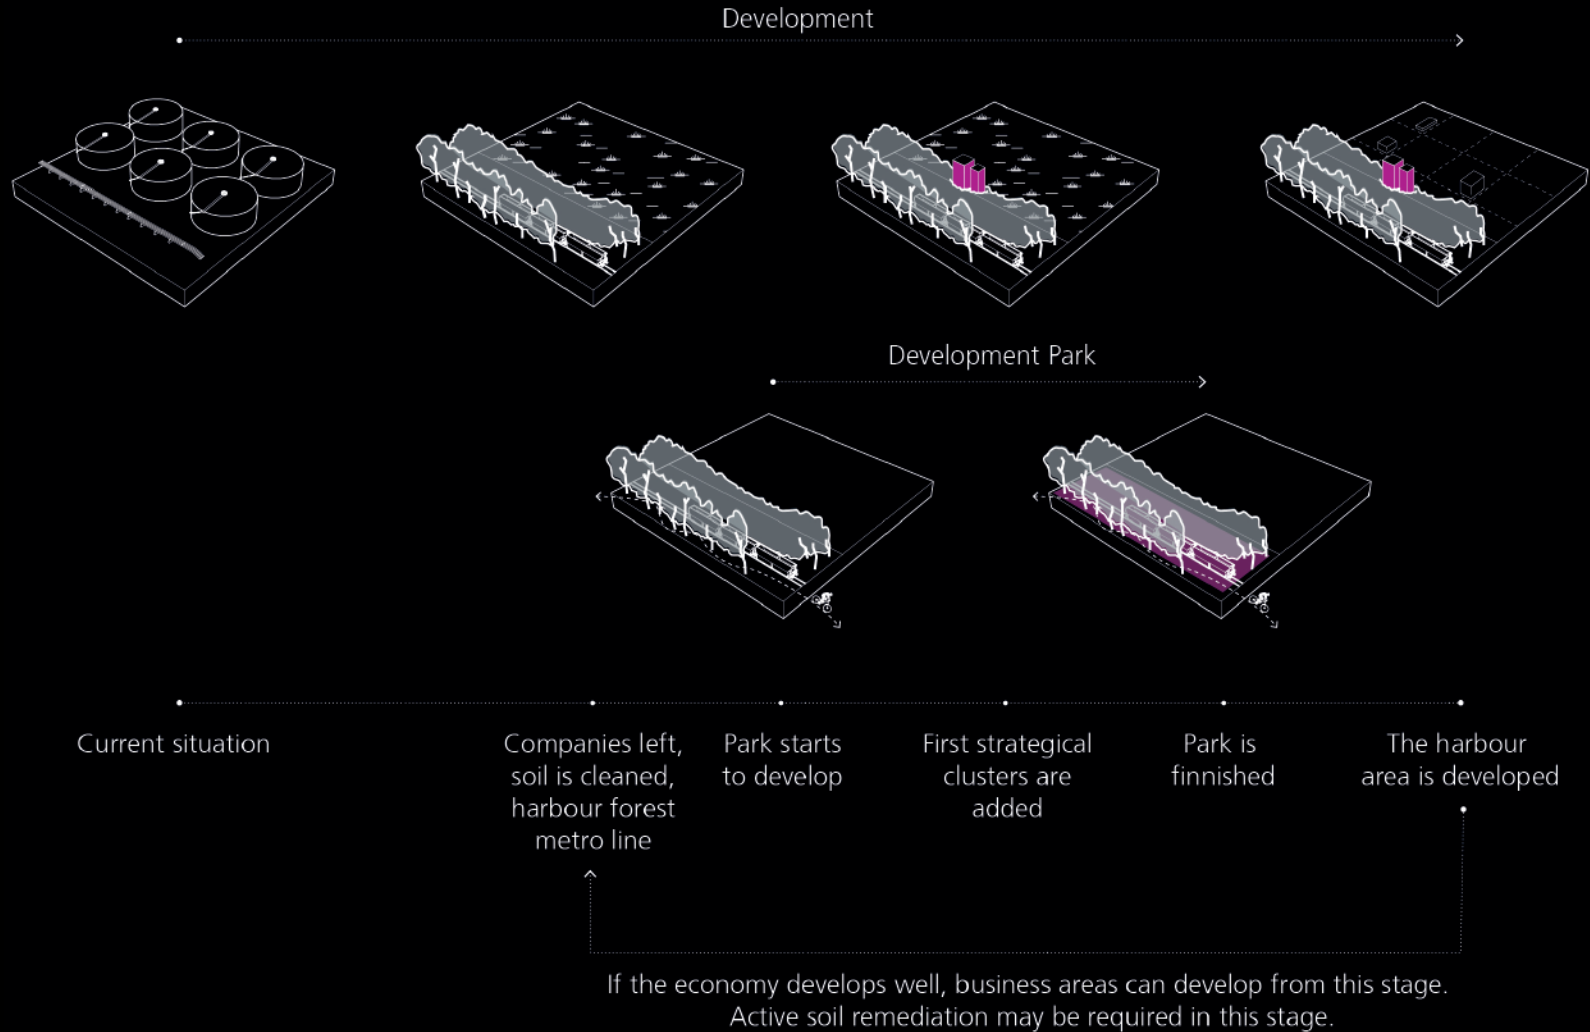 Development
Development Park
Current situation
Companies left,
soil is cleaned,
harbour forest
metro line
Park starts
to develop
First strategical
clusters are
added
Park is
finnished
The harbour
area is developed
If the economy develops well, business areas can develop from this stage.
Active soil remediation may be required in this stage.